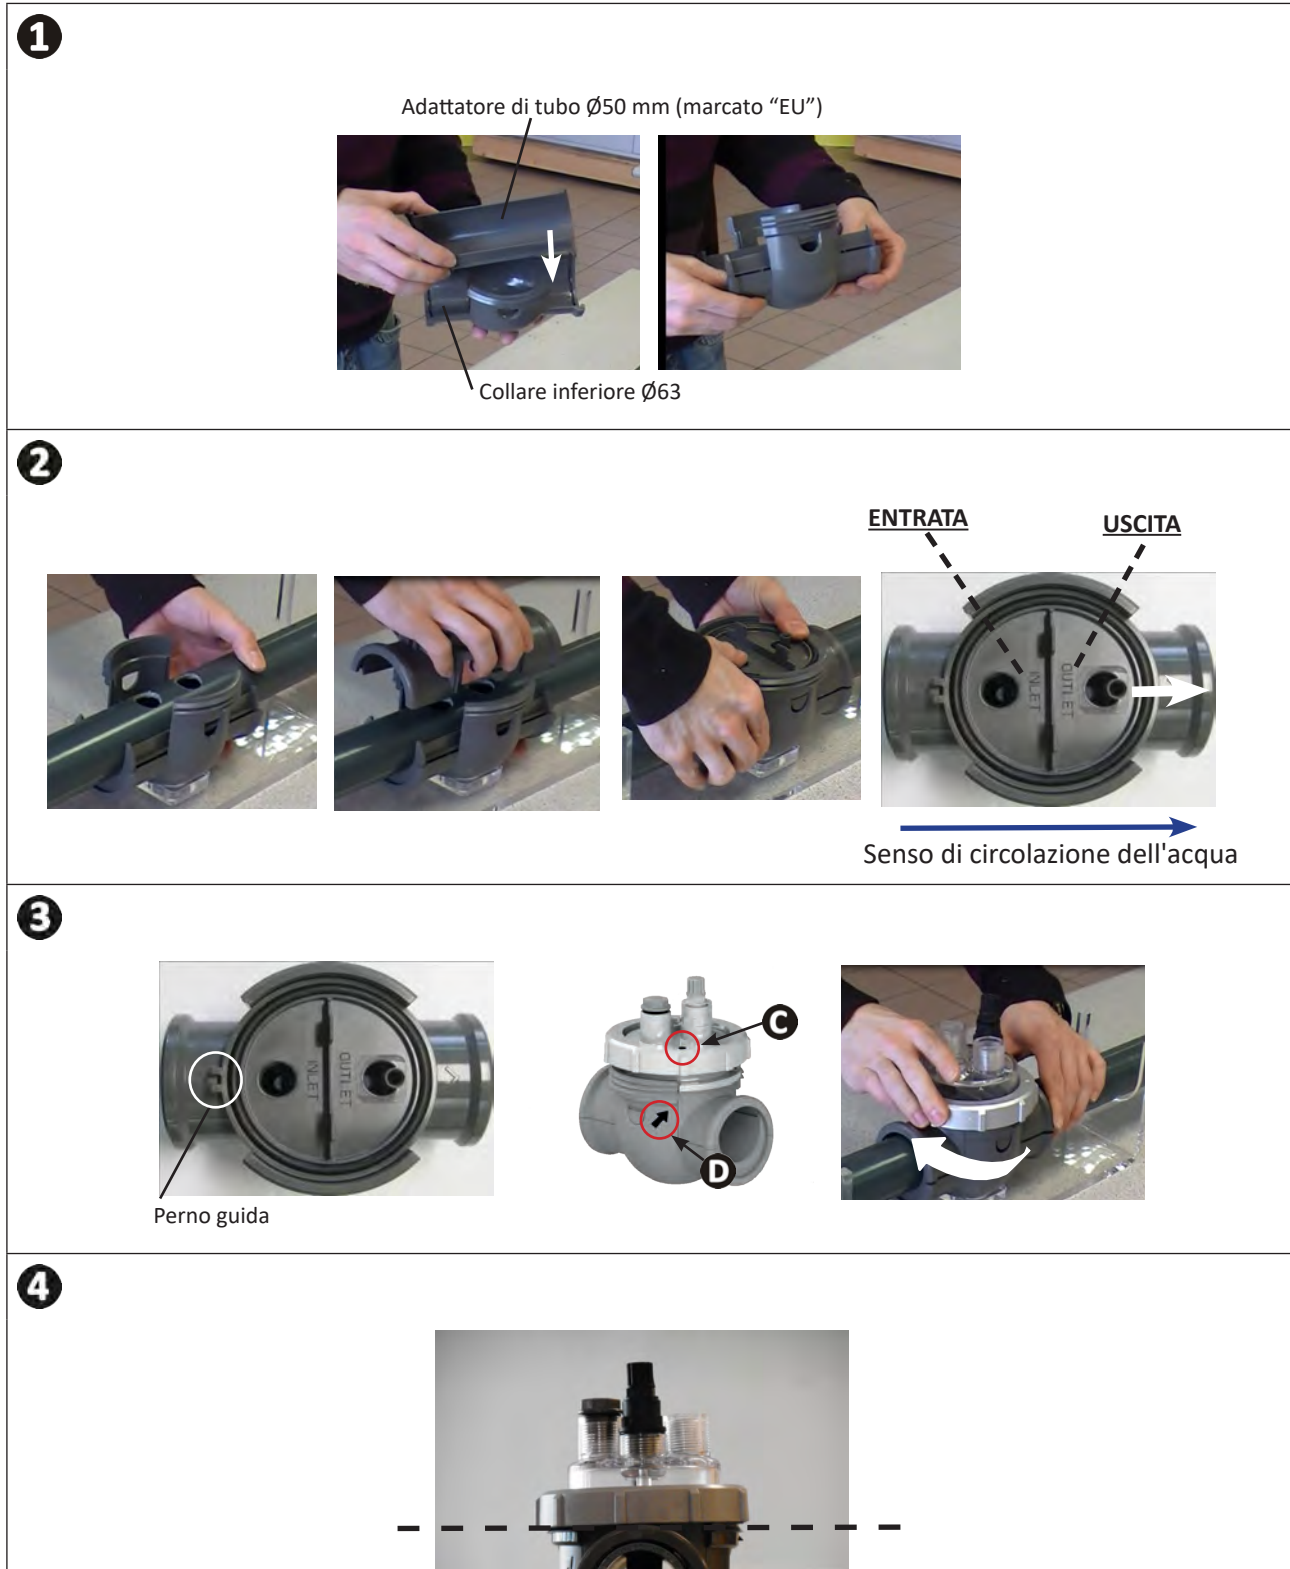 1
Adattatore di tubo Ø50 mm (marcato “EU”)
Collare inferiore Ø63
2
ENTRATA
USCITA
INLET
OUTLET
Senso di circolazione dell'acqua
3
INLET
OUTLET
C
D
Perno guida
4